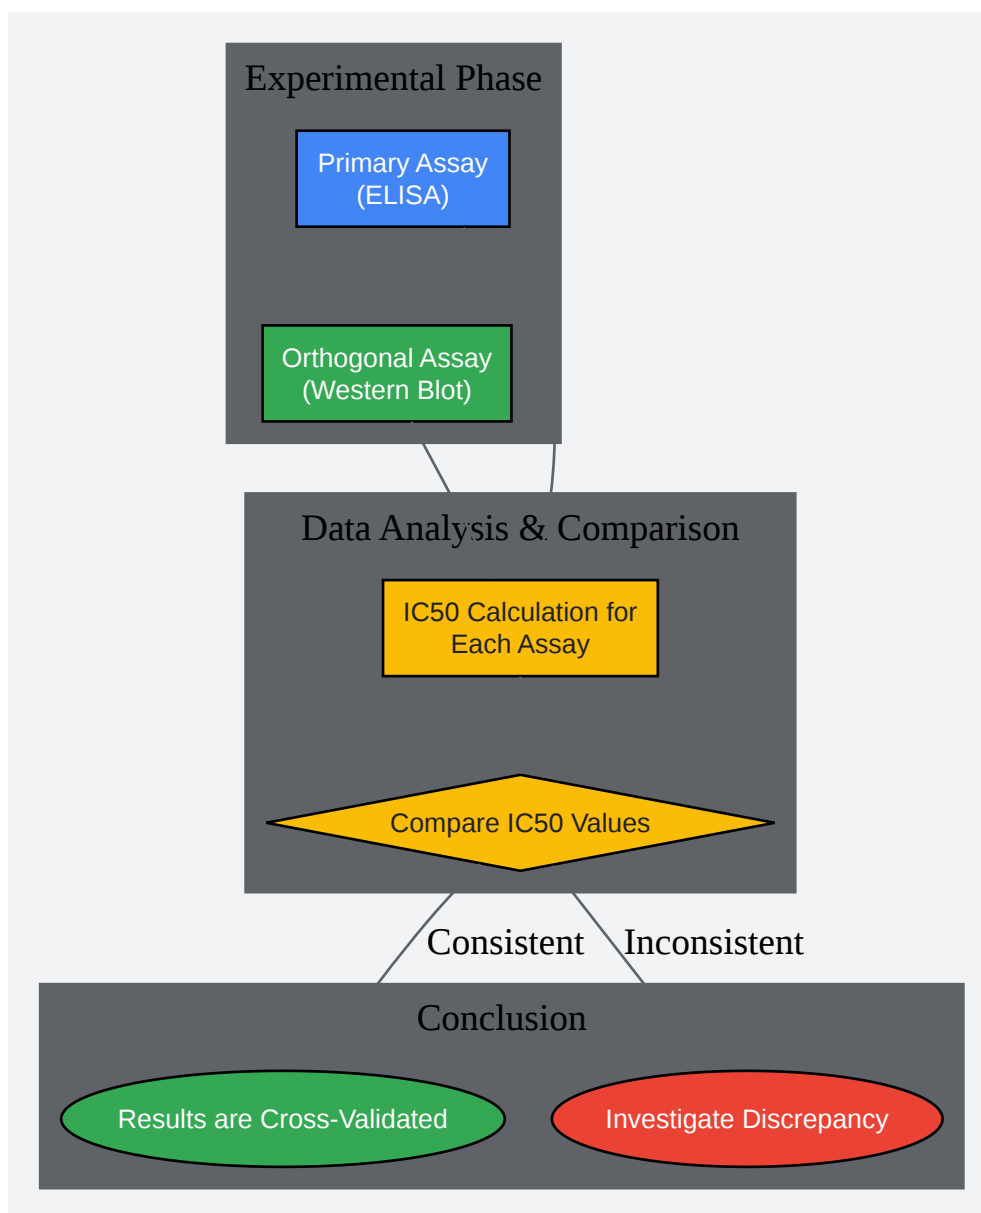 Experimental Phase
Primary Assay
(ELISA)
Orthogonal Assay
(Western Blot)
Data Analysis & Comparison
IC50 Calculation for
Each Assay
Compare IC50 Values
Consistent
Inconsistent
Conclusion
Results are Cross-Validated
Investigate Discrepancy